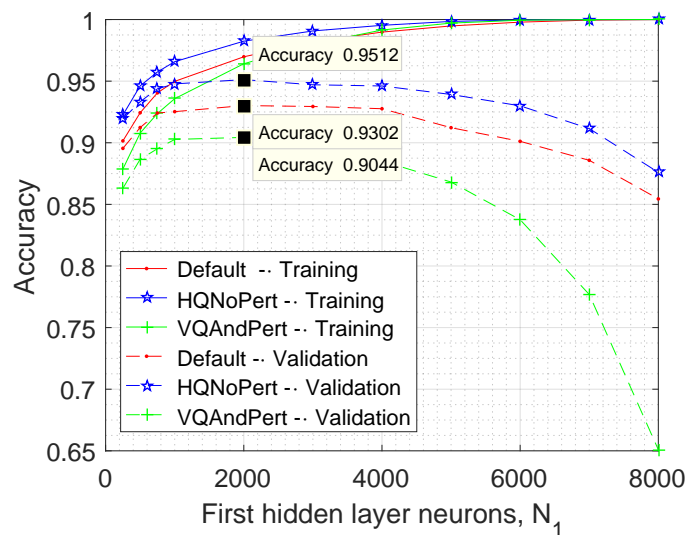 1
0.95
0.9
0.85
0.8
0.75
0.7
0.65
Accuracy
Accuracy 0.9512
Accuracy 0.9302
Accuracy 0.9044
Default -· Training
HQNoPert -· Training
VQAndPert -· Training
Default -· Validation
HQNoPert -· Validation
VQAndPert -· Validation
0 2000 4000 6000 8000
First hidden layer neurons, N₁